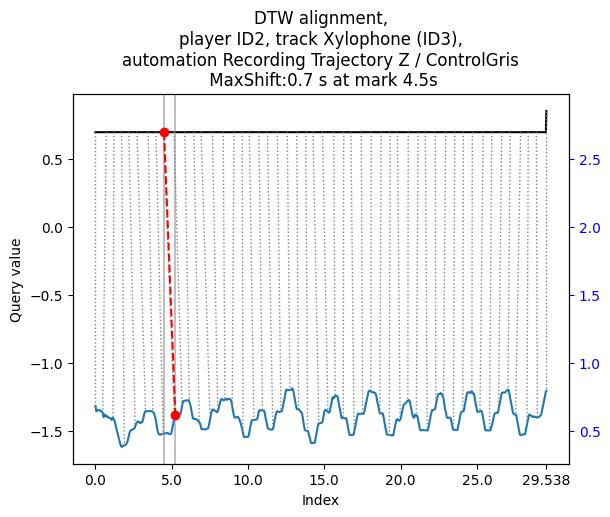 DTW alignment,
player ID2, track Xylophone (ID3),
automation Recording Trajectory Z / ControlGris
MaxShift:0.7 s at mark 4.5s
0.5
0.0
−0.5
−1.0
−1.5
Query value
2.5
2.0
1.5
1.0
0.5
0.0
5.0
10.0
15.0
20.0
25.0
29.538
Index